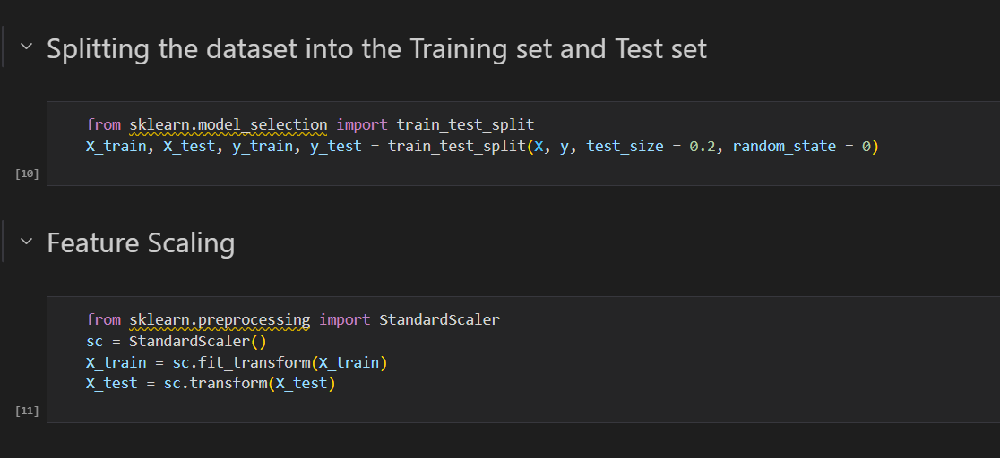 Splitting the dataset into the Training set and Test set
from sklearn.model_selection import train_test_split
X_train, X_test, y_train, y_test = train_test_split(X, y, test_size = 0.2, random_state = 0)
[10]
Feature Scaling
from sklearn.preprocessing import StandardScaler
sc = StandardScaler()
X_train = sc.fit_transform(X_train)
X_test = sc.transform(X_test)
[11]